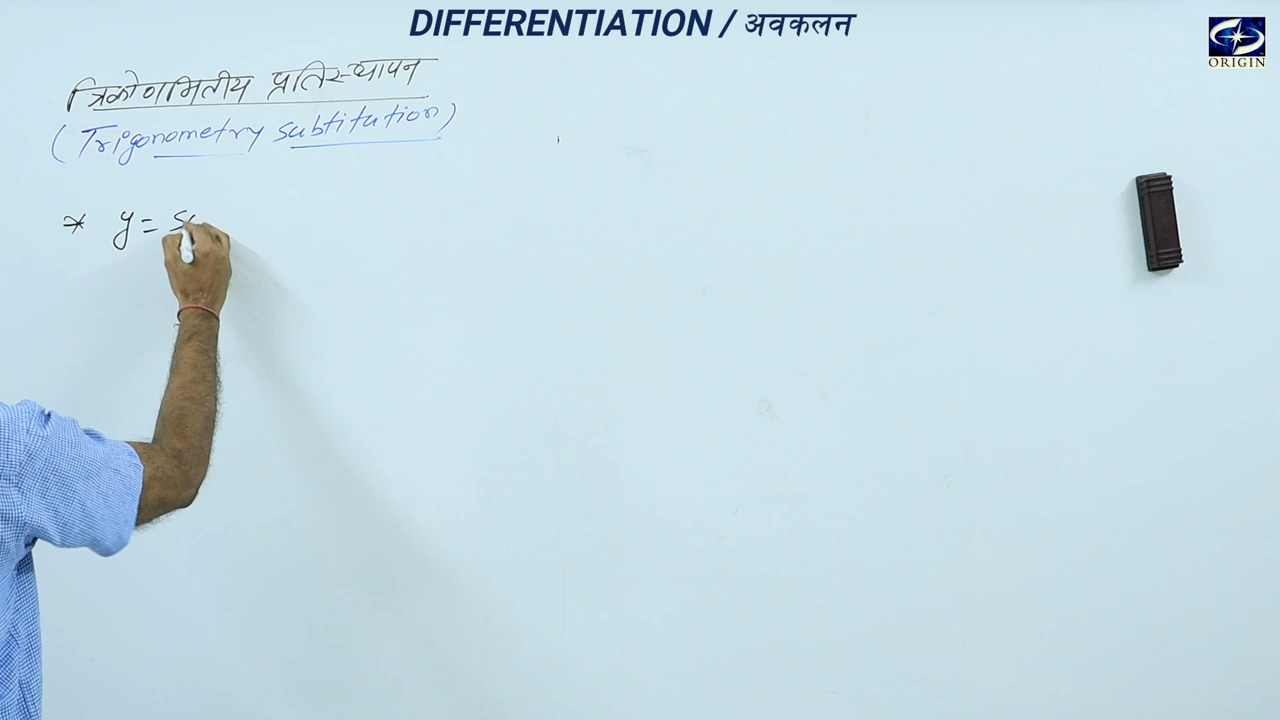 DIFFERENTIATION / अवकलन
ORIGIN
त्रिकोणमितीय प्रतिस्थापन
(Trigonometry subtitution)
* y = s